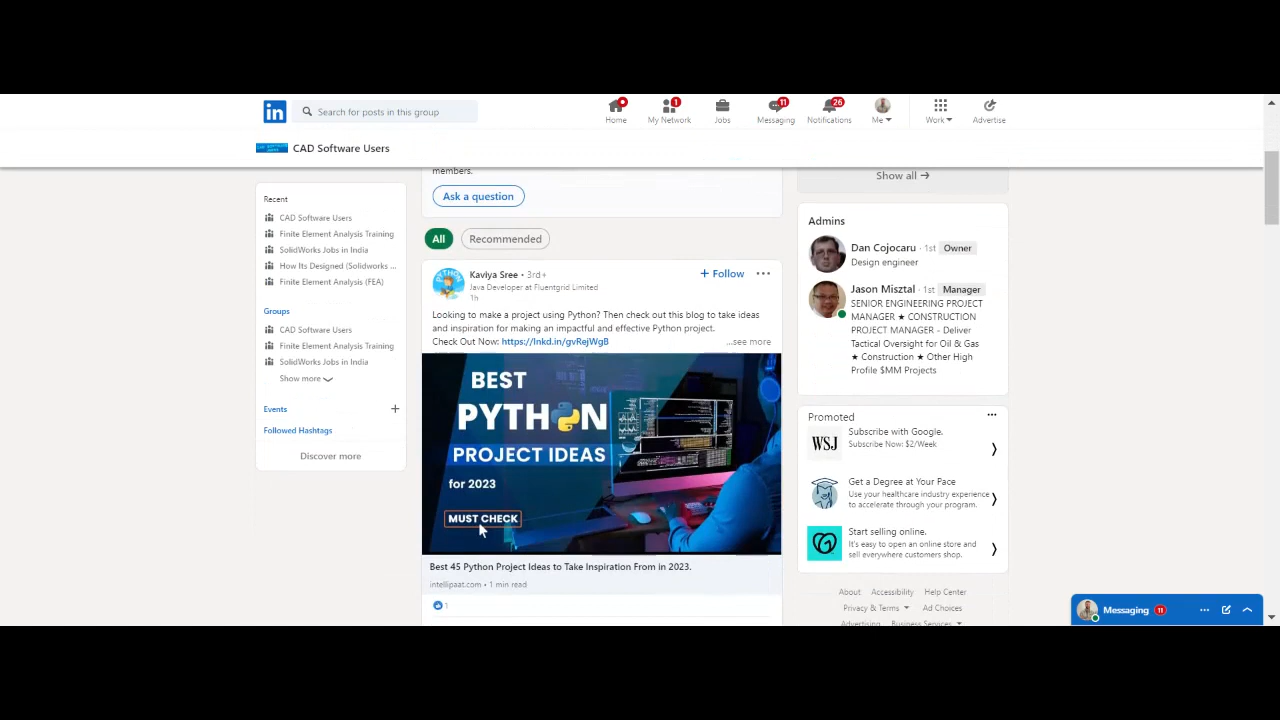 in
Search for posts in this group
Home
1
My Network
Jobs
11
Messaging
26
Notifications
Me
Work
Advertise
CAD Software Users
Recent
CAD Software Users
Finite Element Analysis Training
SolidWorks Jobs in India
How Its Designed (Solidworks ...
Finite Element Analysis (FEA)
Groups
CAD Software Users
Finite Element Analysis Training
SolidWorks Jobs in India
Show more
Events
Followed Hashtags
Discover more
members.
Ask a question
All
Recommended
Kaviya Sree • 3rd+
Java Developer at Fluentgrid Limited
1h
+ Follow
Looking to make a project using Python? Then check out this blog to take ideas
and inspiration for making an impactful and effective Python project.
Check Out Now: https://lnkd.in/gvRejWgB
...see more
BEST
PYTHON
PROJECT IDEAS
for 2023
MUST CHECK
Best 45 Python Project Ideas to Take Inspiration From in 2023.
intellipaat.com • 1 min read
1
Show all →
Admins
Dan Cojocaru · 1st Owner
Design engineer
Jason Misztal · 1st Manager
SENIOR ENGINEERING PROJECT
MANAGER ★ CONSTRUCTION
PROJECT MANAGER - Deliver
Tactical Oversight for Oil & Gas
★ Construction ★ Other High
Profile $MM Projects
Promoted
WSJ
Subscribe with Google.
Subscribe Now: $2/Week
Get a Degree at Your Pace
Use your healthcare industry experience
to accelerate through your program.
Start selling online.
It's easy to open an online store and
sell everywhere customers shop.
About Accessibility Help Center
Privacy & Terms Ad Choices
Advertising Business Services
Messaging 11